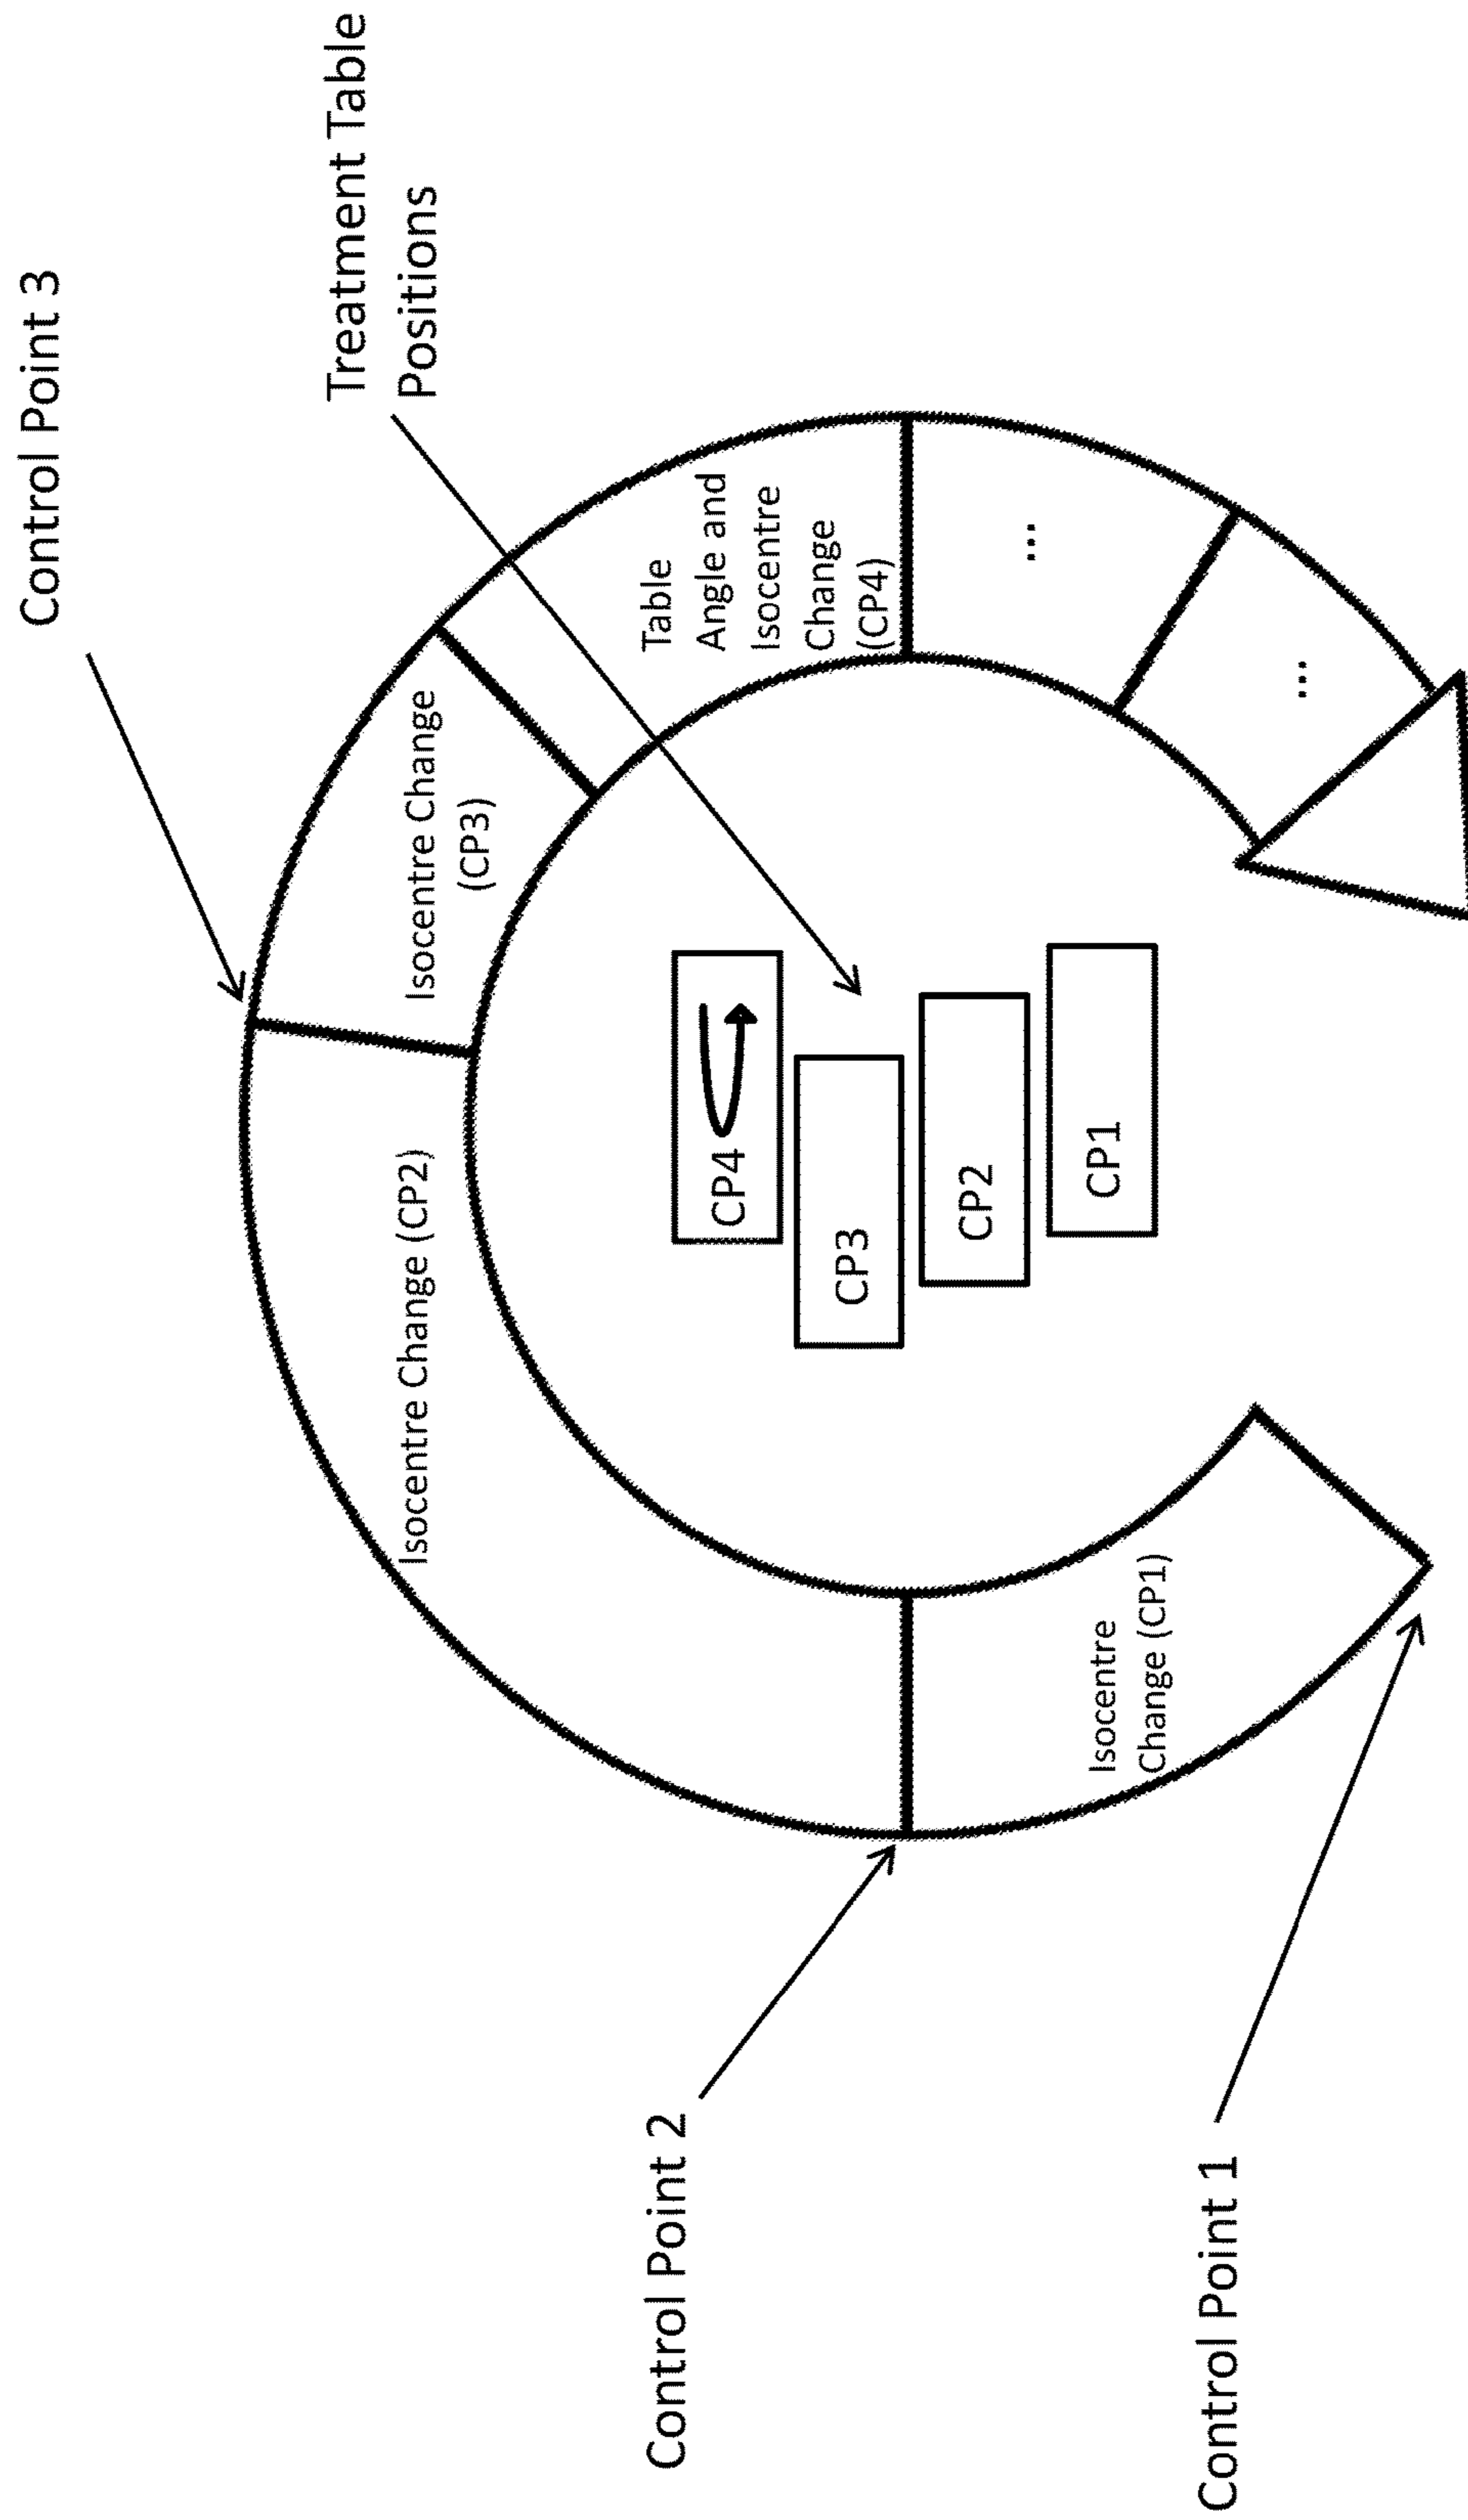 Control Point 3
Treatment Table
Positions
Isocentre Change (CP2)
Isocentre Change
(CP3)
Table
Angle and
Isocentre
Change
(CP4)
Control Point 2
CP4
CP3
CP2
CP1
...
...
Isocentre
Change (CP1)
Control Point 1